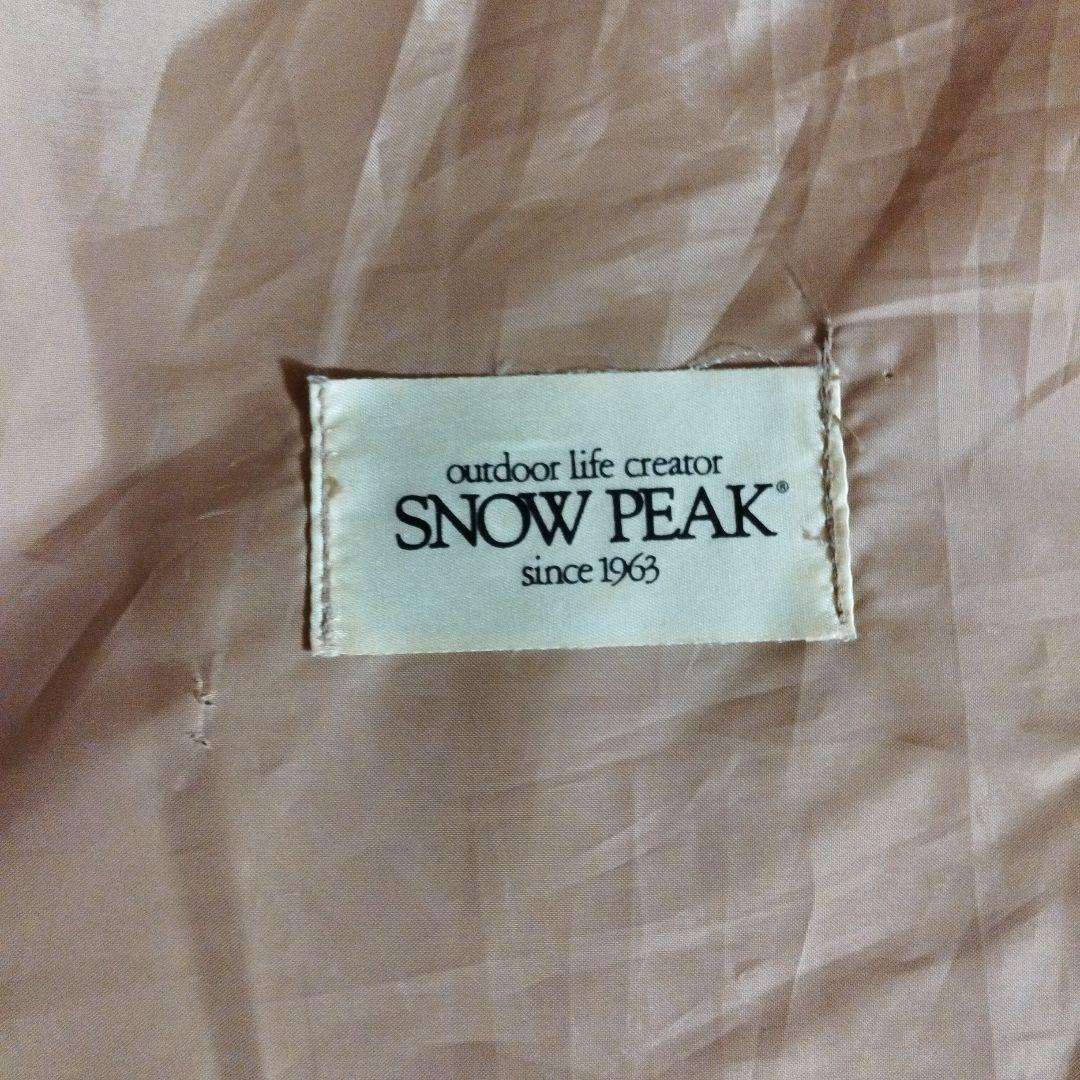 outdoor life creator
SNOW PEAK®
since 1963